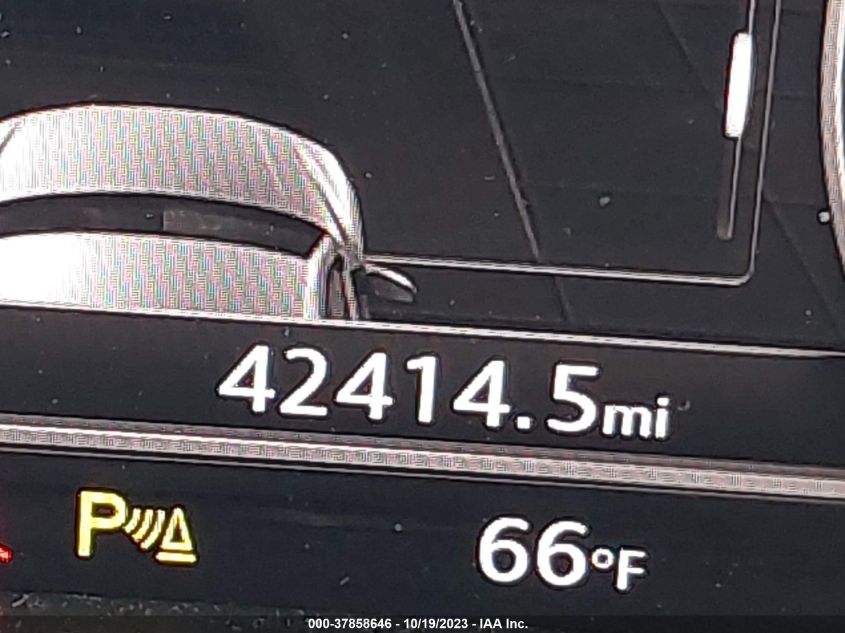 42414.5mi
P
66°F
000-37858646 - 10/19/2023 - IAA Inc.